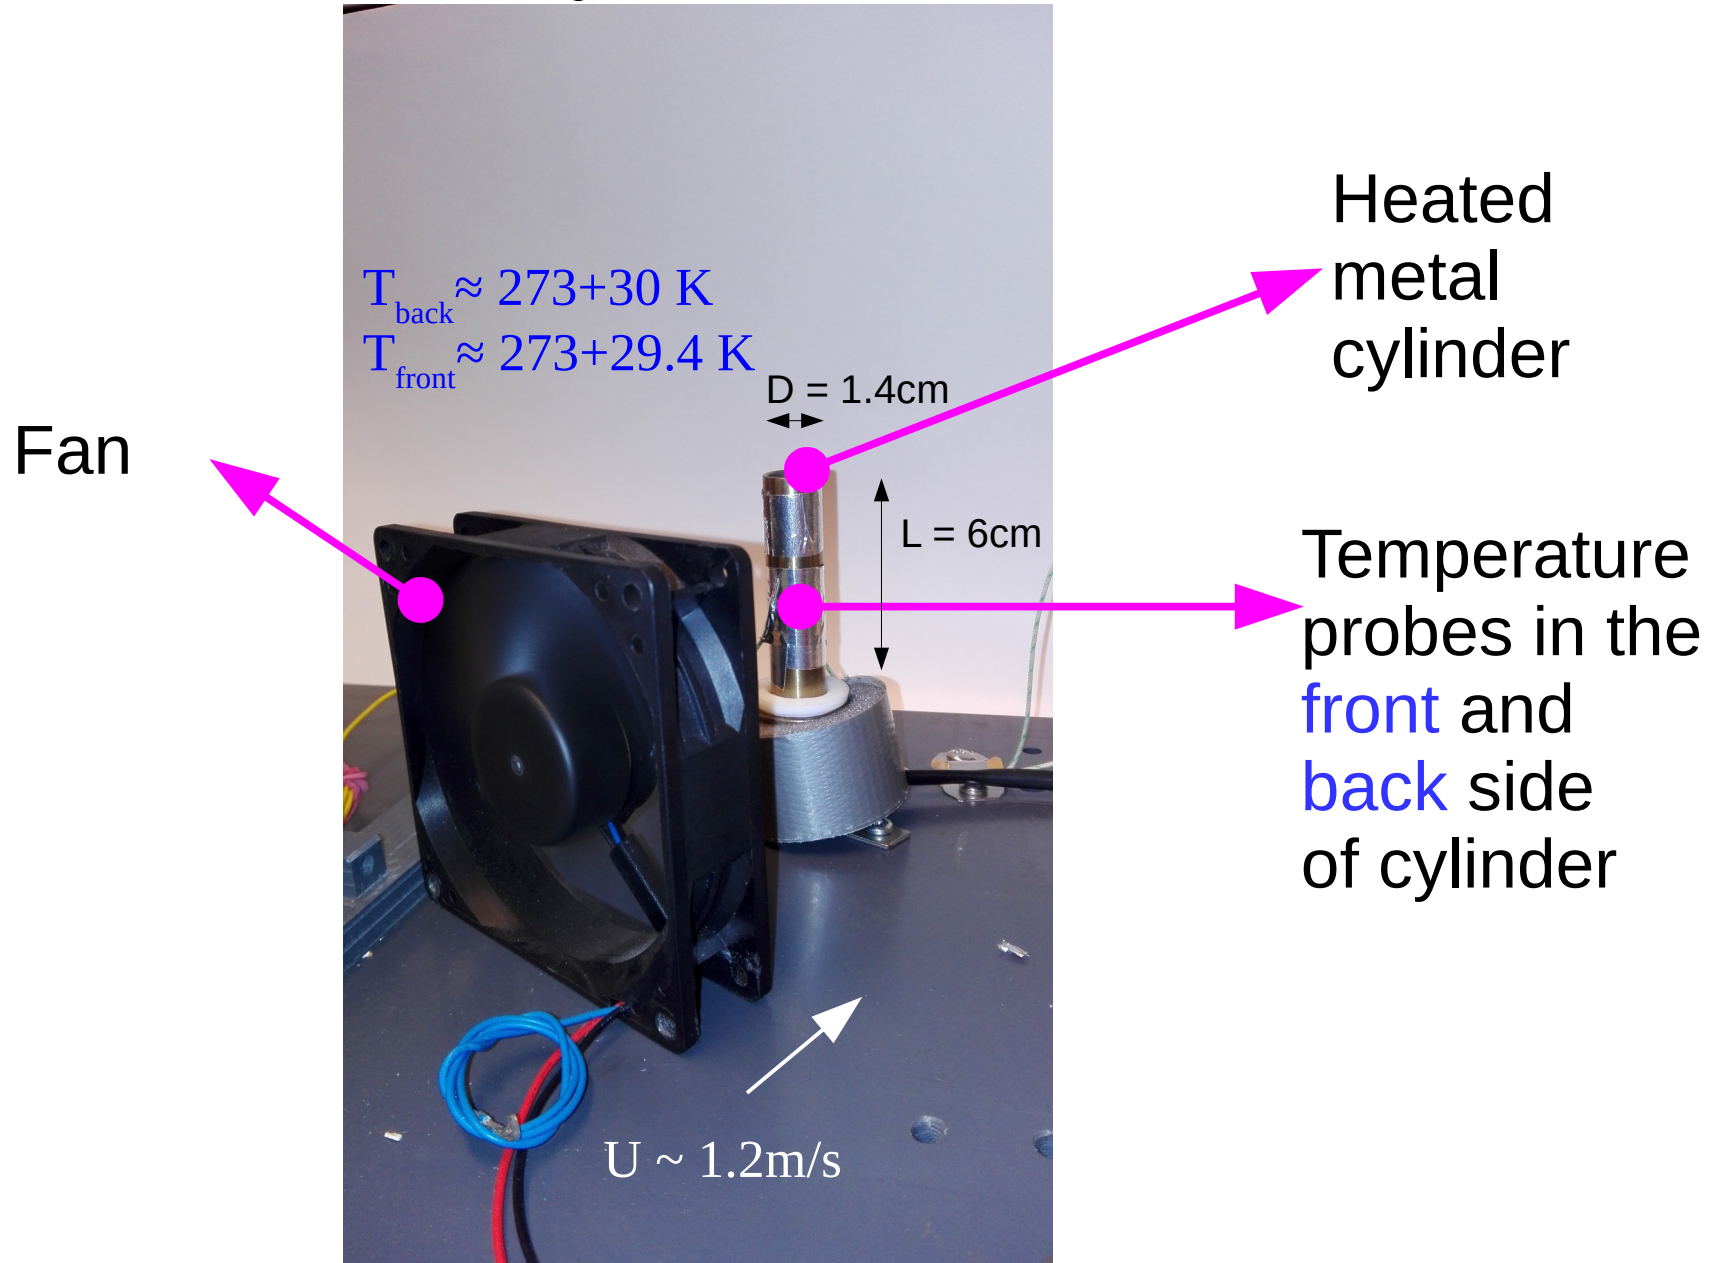 T_back ≈ 273+30 K
T_front ≈ 273+29.4 K
D = 1.4cm
L = 6cm
U ~ 1.2m/s
Fan
Heated
metal
cylinder
Temperature
probes in the
front and
back side
of cylinder